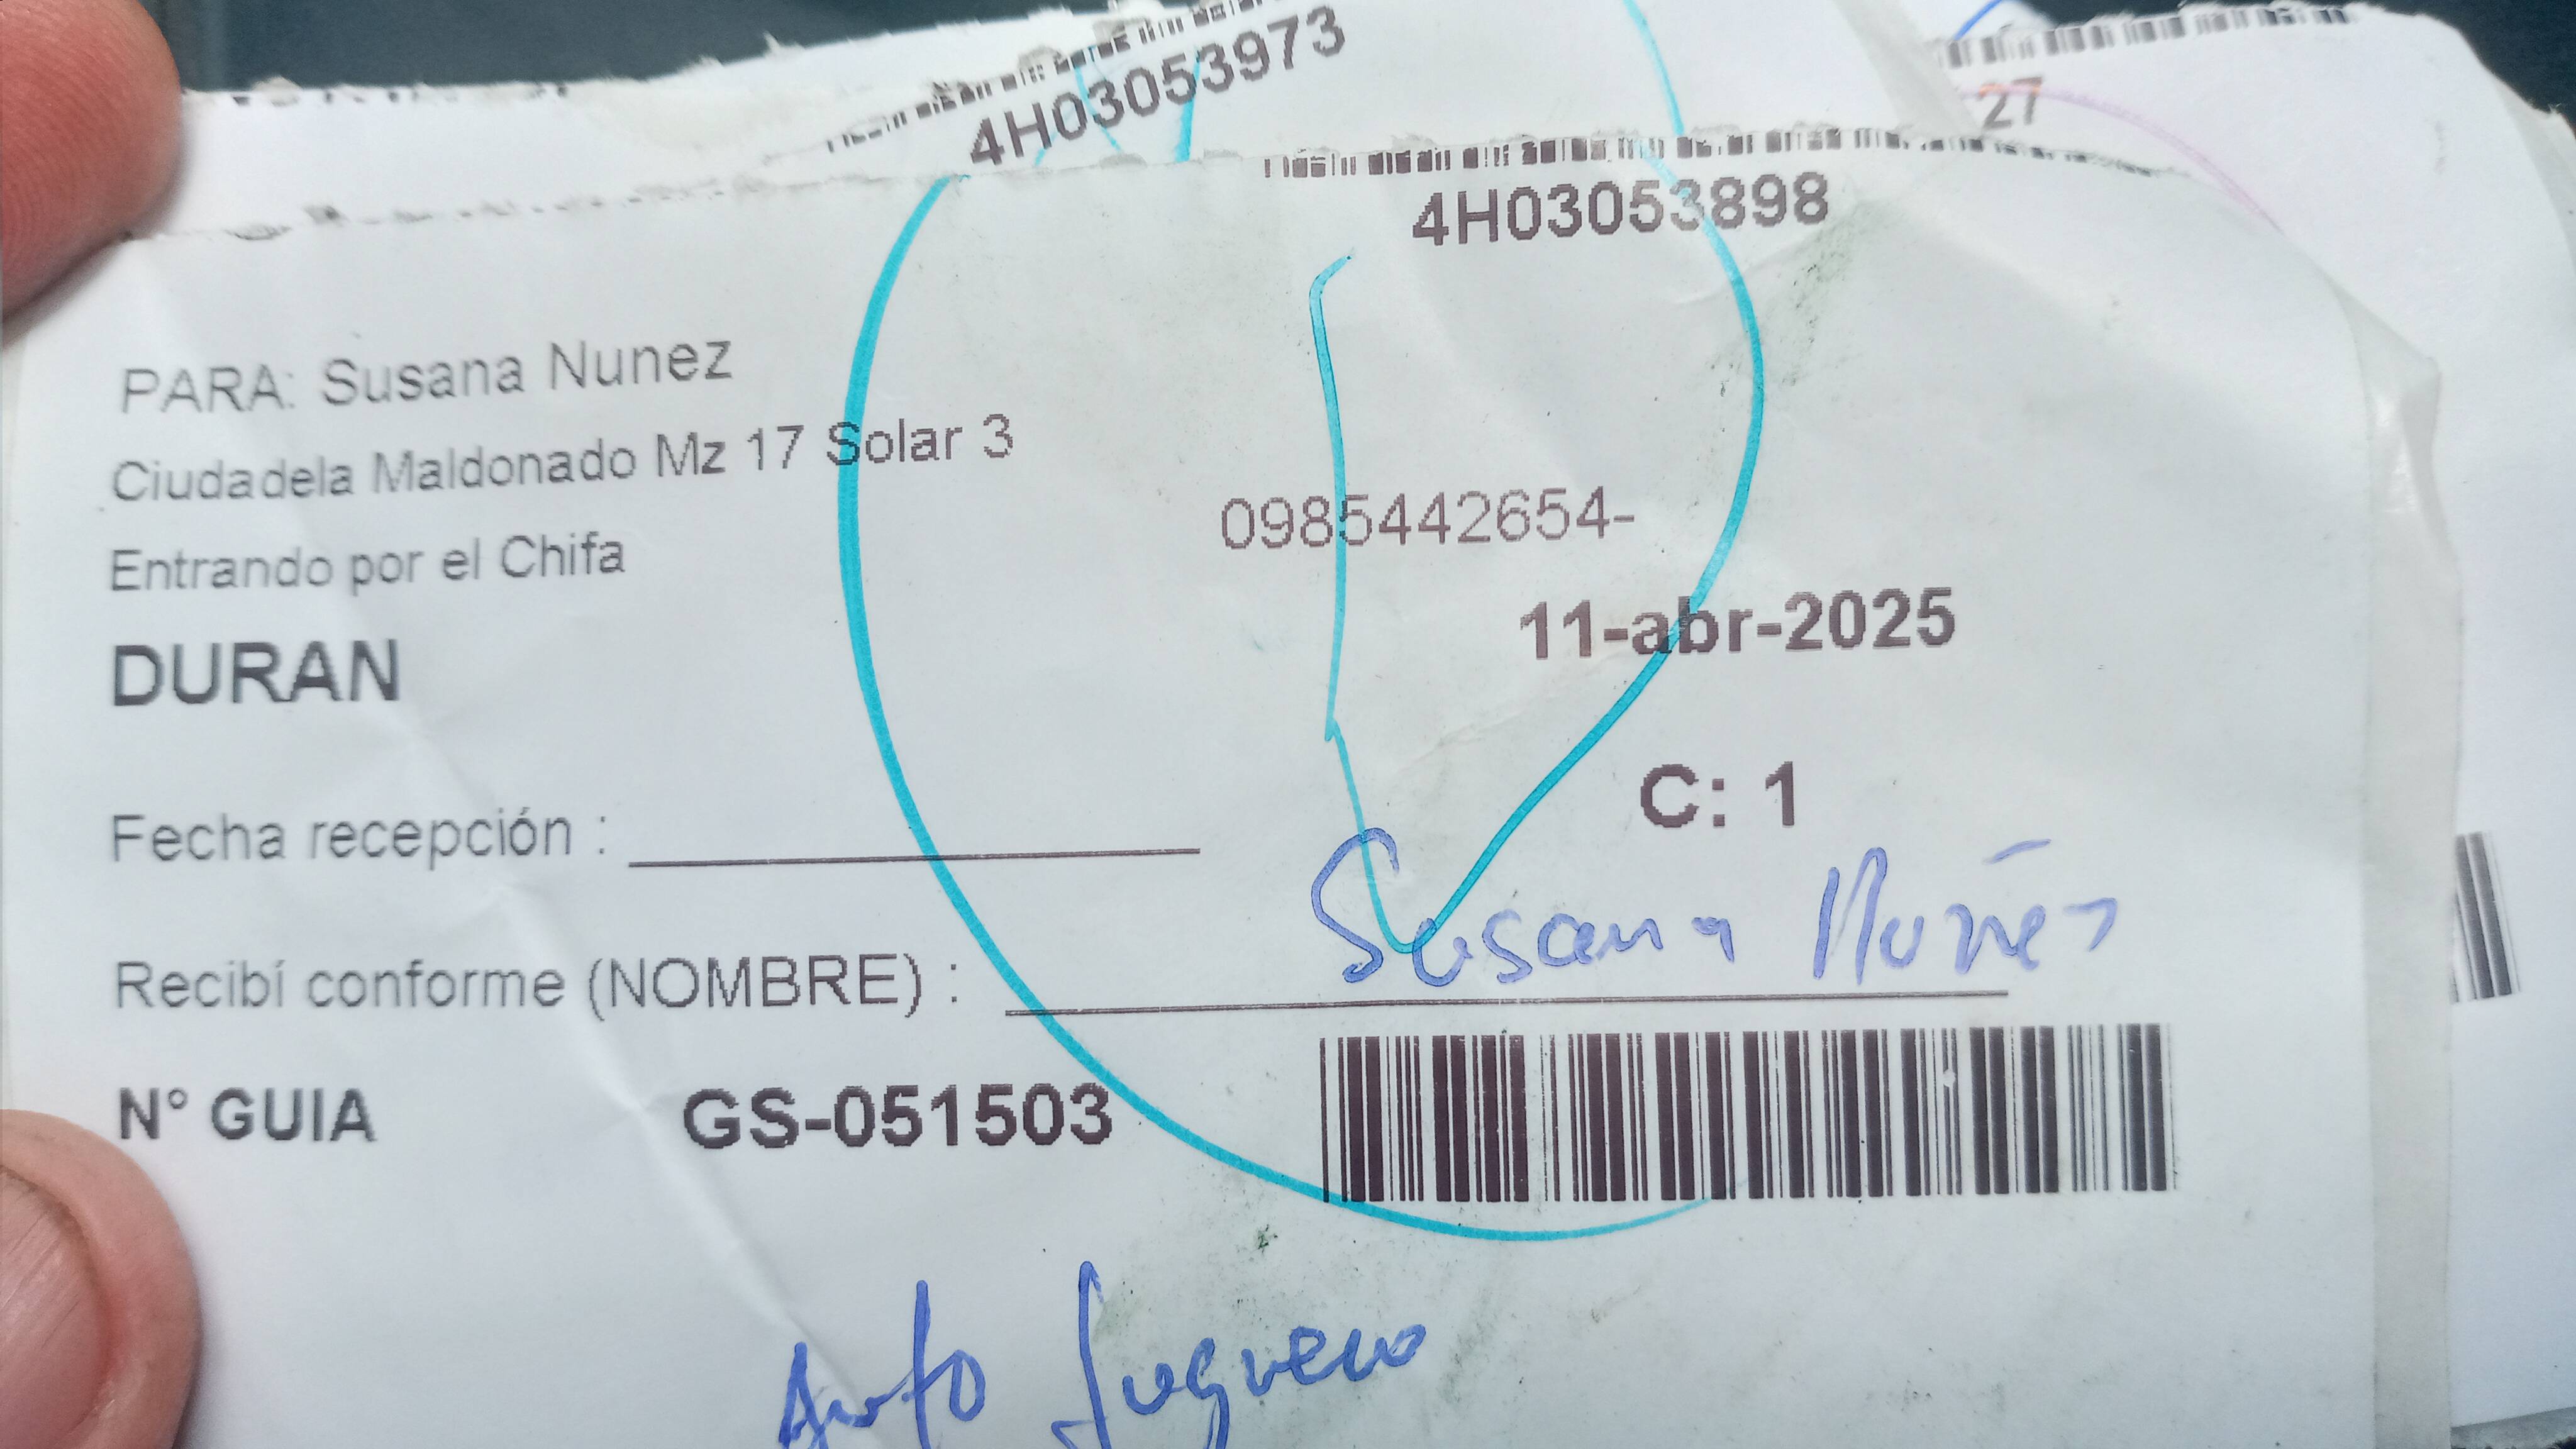 4H03053973
27
4H03053898
PARA: Susana Nunez
Ciudadela Maldonado Mz 17 Solar 3
0985442654-
Entrando por el Chifa
11-abr-2025
DURAN
C: 1
Fecha recepción :
Recibí conforme (NOMBRE) : Susana Nuñez
N° GUIA GS-051503